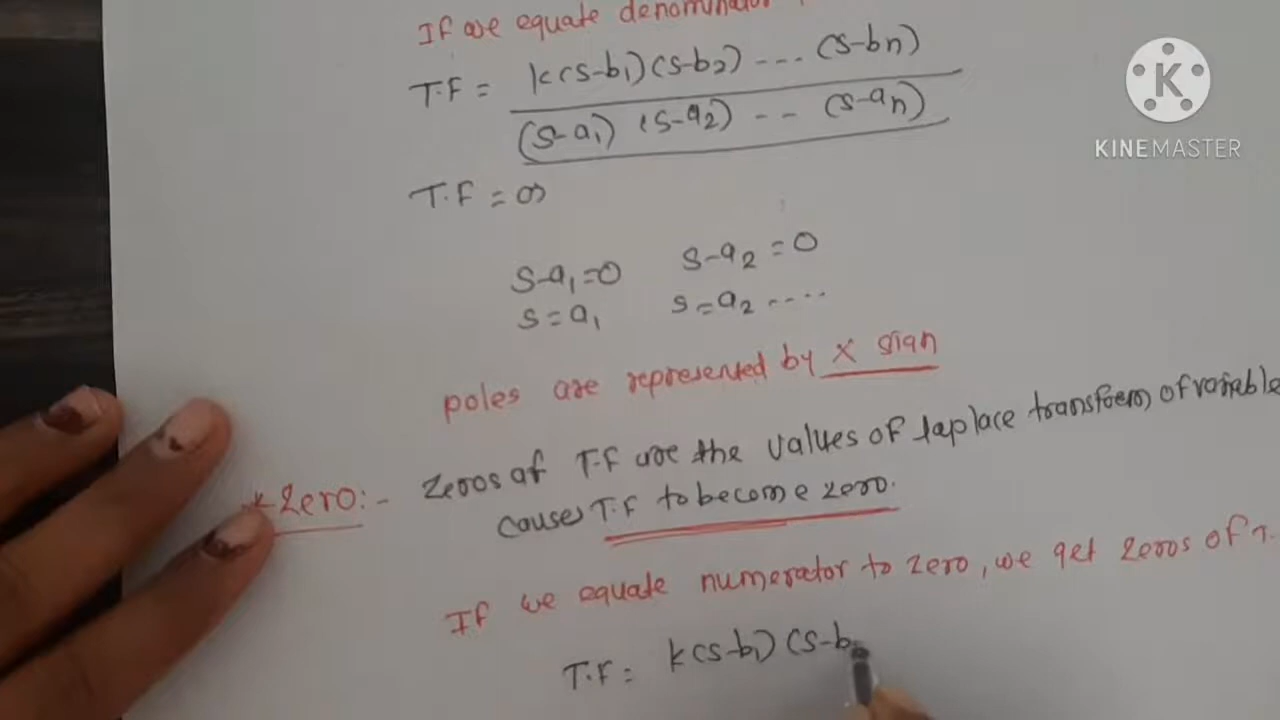 If we equate denominator
T.F = K(s-b1)(s-b2) --- (s-bn)
(s-a1) (s-a2) -- (s-an)
T.F = ∞
s-a1=0 s-a2=0
s=a1 s=a2 ----
poles are represented by X sign
* Zero:- Zeros of T.F are the values of laplace transform of variable
causes T.F to become zero.
If we equate numerator to zero, we get zeros of T.
T.F = K(s-b1) (s-b
K
KINEMASTER